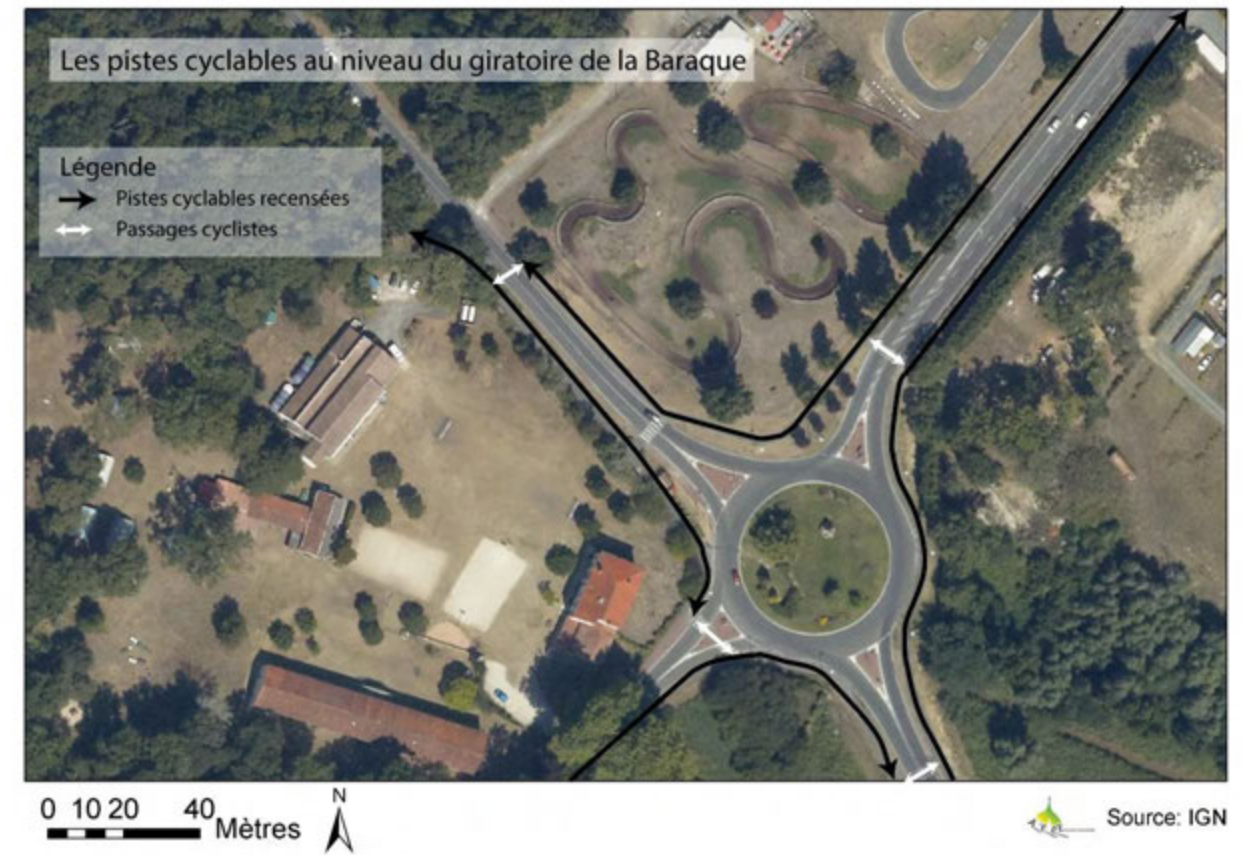 Les pistes cyclables au niveau du giratoire de la Baraque
Légende
Pistes cyclables recensées
Passages cyclistes
0 10 20 40 Mètres
N
Source: IGN